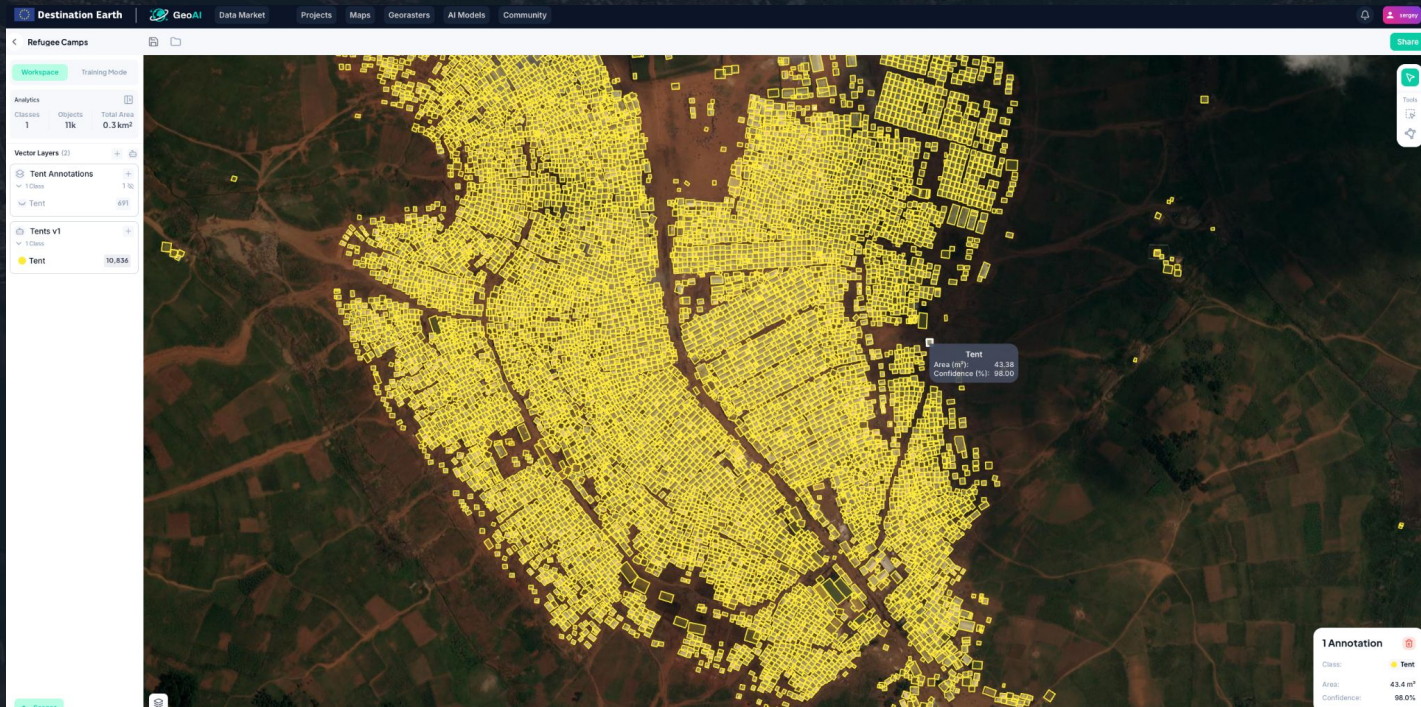 Destination Earth
GeoAI
Data Market
Projects
Maps
Georasters
AI Models
Community
sergey
Refugee Camps
Share
Workspace
Training Mode
Analytics
Classes
Objects
Total Area
1
11k
0.3 km²
Tools
Vector Layers (2)
Tent Annotations
1 Class
1
Tent
691
Tents v1
1 Class
Tent
10,836
Tent
Area (m²): 43,38
Confidence (%): 98.00
1 Annotation
Class: Tent
Area: 43.4 m²
Confidence: 98.0%